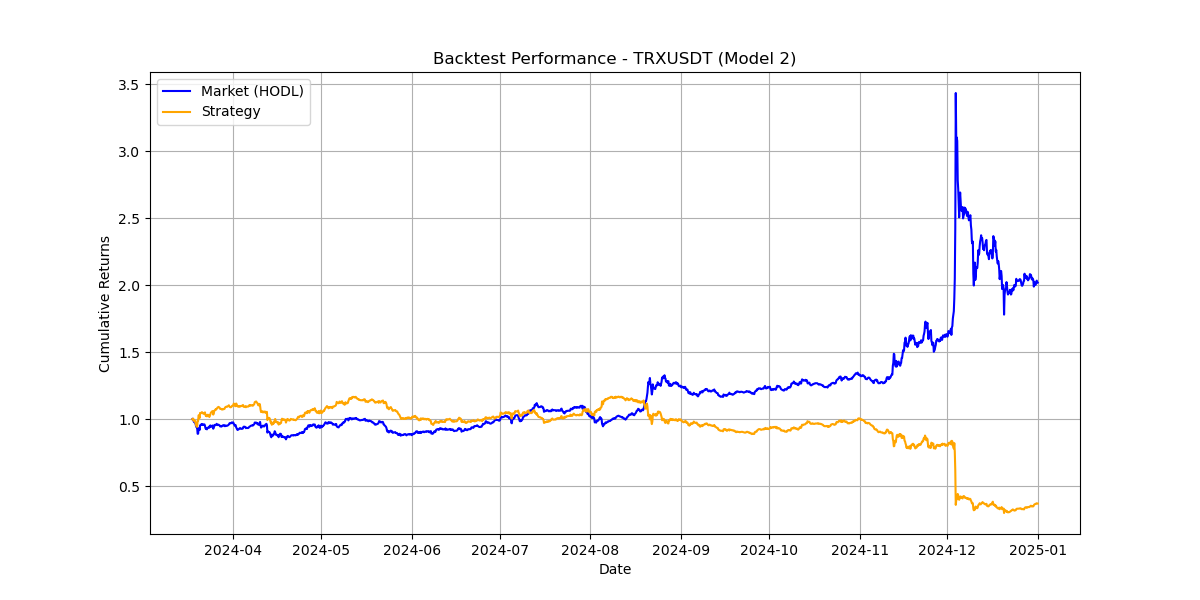 Backtest Performance - TRXUSDT (Model 2)
Market (HODL)
Strategy
Cumulative Returns
3.5
3.0
2.5
2.0
1.5
1.0
0.5
2024-04 2024-05 2024-06 2024-07 2024-08 2024-09 2024-10 2024-11 2024-12 2025-01
Date